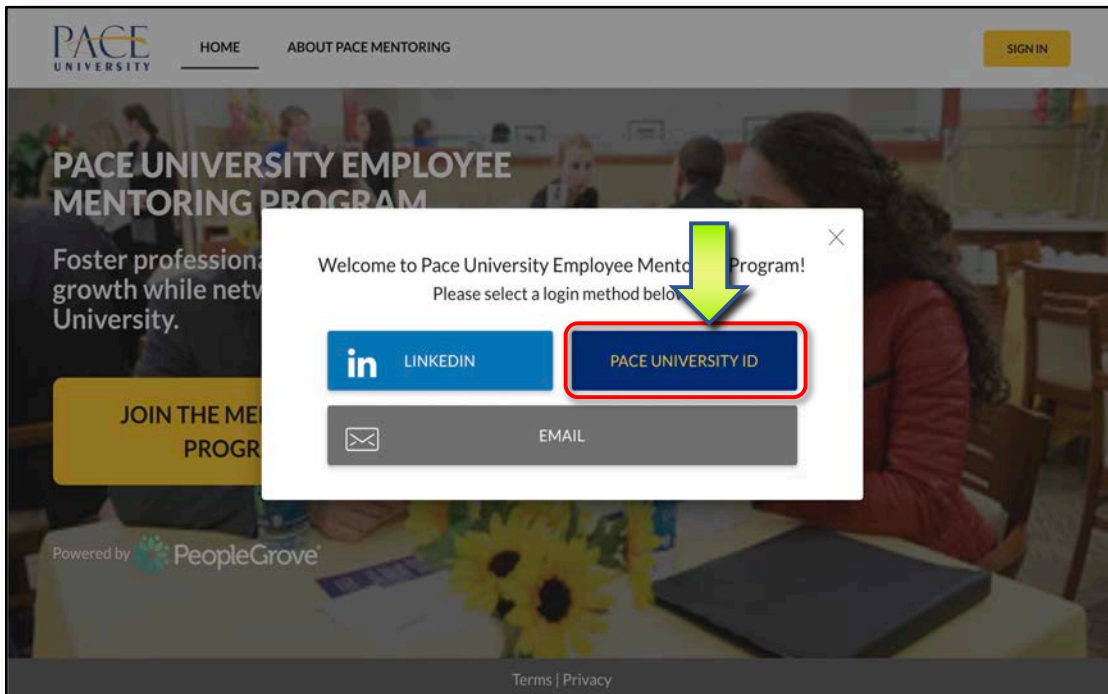 PACE
UNIVERSITY
HOME
ABOUT PACE MENTORING
SIGN IN
PACE UNIVERSITY EMPLOYEE
MENTORING PROGRAM
Foster professiona
growth while netw
University.
JOIN THE ME
PROGR
Welcome to Pace University Employee Mento Program!
Please select a login method below
in LINKEDIN
PACE UNIVERSITY ID
EMAIL
Powered by PeopleGrove
Terms | Privacy